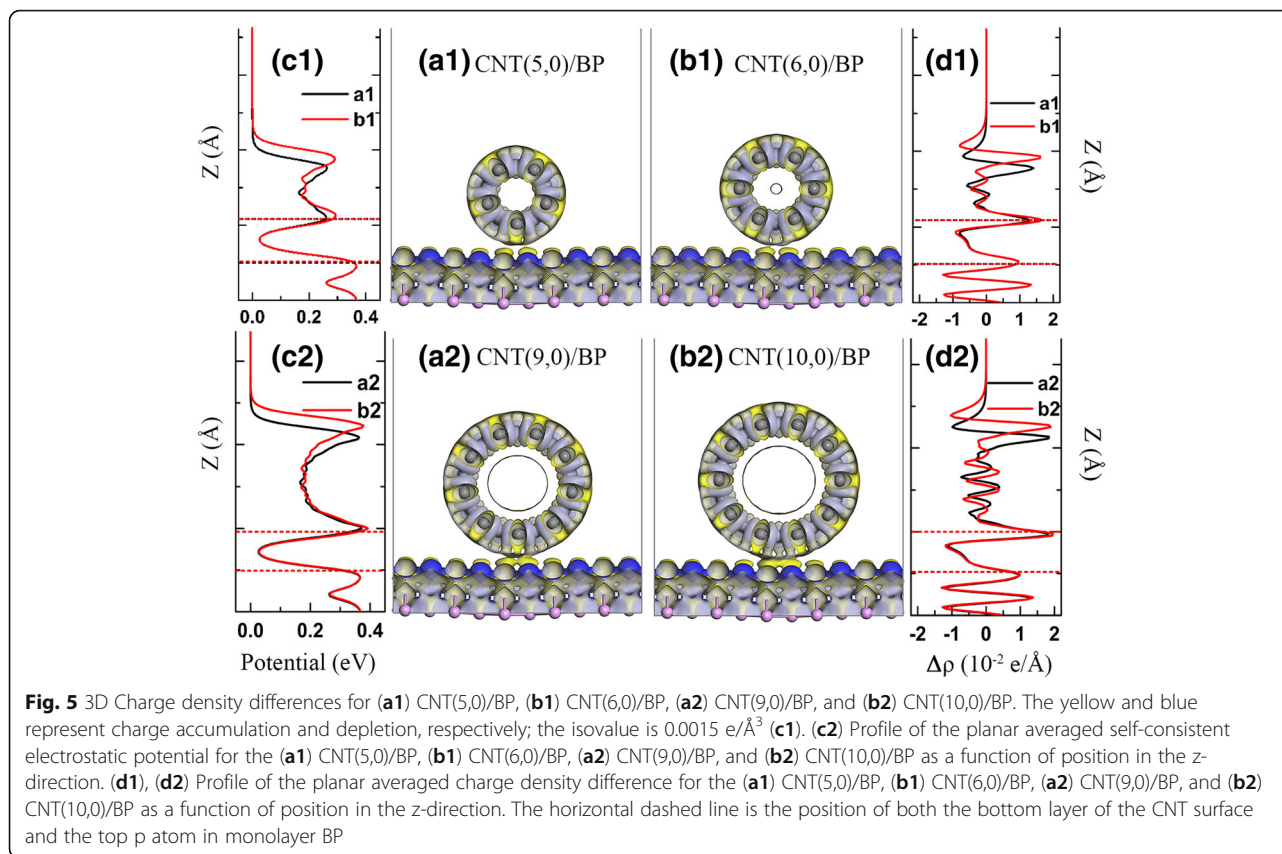 (c1)
a1
b1
Z (Å)
0.0 0.2 0.4
(a1) CNT(5,0)/BP
(b1) CNT(6,0)/BP
(d1)
a1
b1
Z (Å)
-2 -1 0 1 2
(c2)
a2
b2
Z (Å)
0.0 0.2 0.4
Potential (eV)
(a2) CNT(9,0)/BP
(b2) CNT(10,0)/BP
(d2)
a2
b2
Z (Å)
-2 -1 0 1 2
Δρ (10⁻² e/Å)
Fig. 5 3D Charge density differences for (a1) CNT(5,0)/BP, (b1) CNT(6,0)/BP, (a2) CNT(9,0)/BP, and (b2) CNT(10,0)/BP. The yellow and blue
represent charge accumulation and depletion, respectively; the isovalue is 0.0015 e/Å³ (c1). (c2) Profile of the planar averaged self-consistent
electrostatic potential for the (a1) CNT(5,0)/BP, (b1) CNT(6,0)/BP, (a2) CNT(9,0)/BP, and (b2) CNT(10,0)/BP as a function of position in the z-
direction. (d1), (d2) Profile of the planar averaged charge density difference for the (a1) CNT(5,0)/BP, (b1) CNT(6,0)/BP, (a2) CNT(9,0)/BP, and (b2)
CNT(10,0)/BP as a function of position in the z-direction. The horizontal dashed line is the position of both the bottom layer of the CNT surface
and the top p atom in monolayer BP